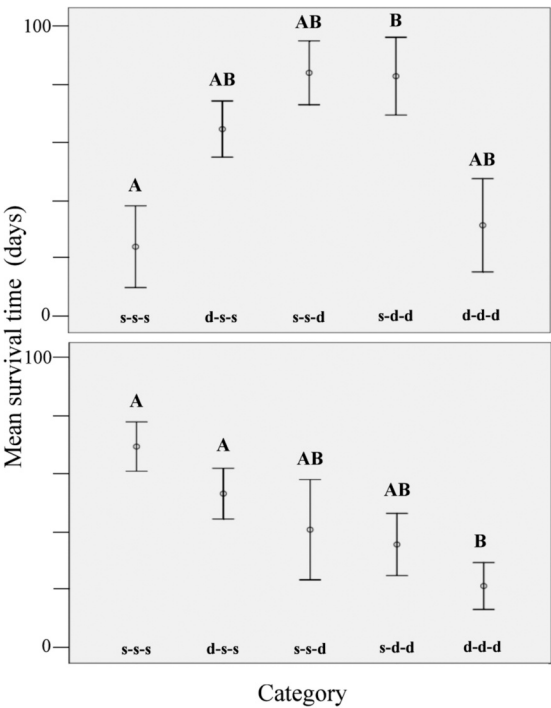 100
A
AB
AB
B
AB
0
s-s-s d-s-s s-s-d s-d-d d-d-d
Mean survival time (days)
100
A
A
AB
AB
B
0
s-s-s d-s-s s-s-d s-d-d d-d-d
Category